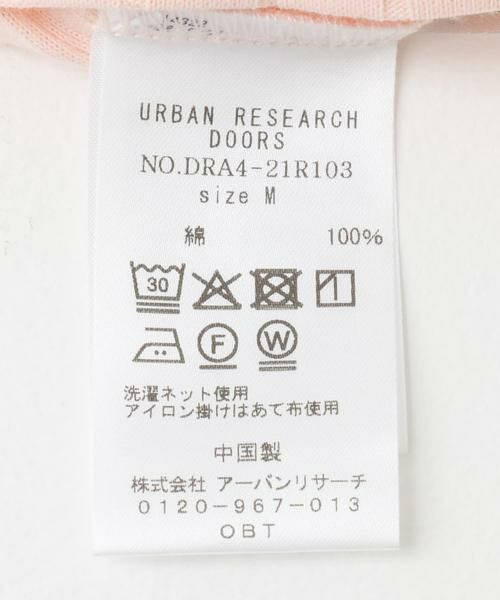 URBAN RESEARCH
DOORS
NO.DRA4-21R103
size M
綿 100%
30
F W
洗濯ネット使用
アイロン掛けはあて布使用
中国製
株式会社 アーバンリサーチ
0120-967-013
OBT